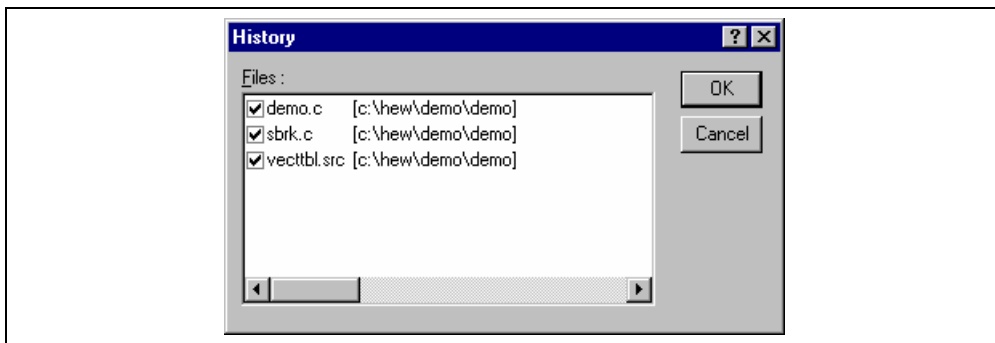 History
Files :
OK
demo.c [c:\hew\demo\demo]
sbrk.c [c:\hew\demo\demo]
Cancel
vecttbl.src [c:\hew\demo\demo]